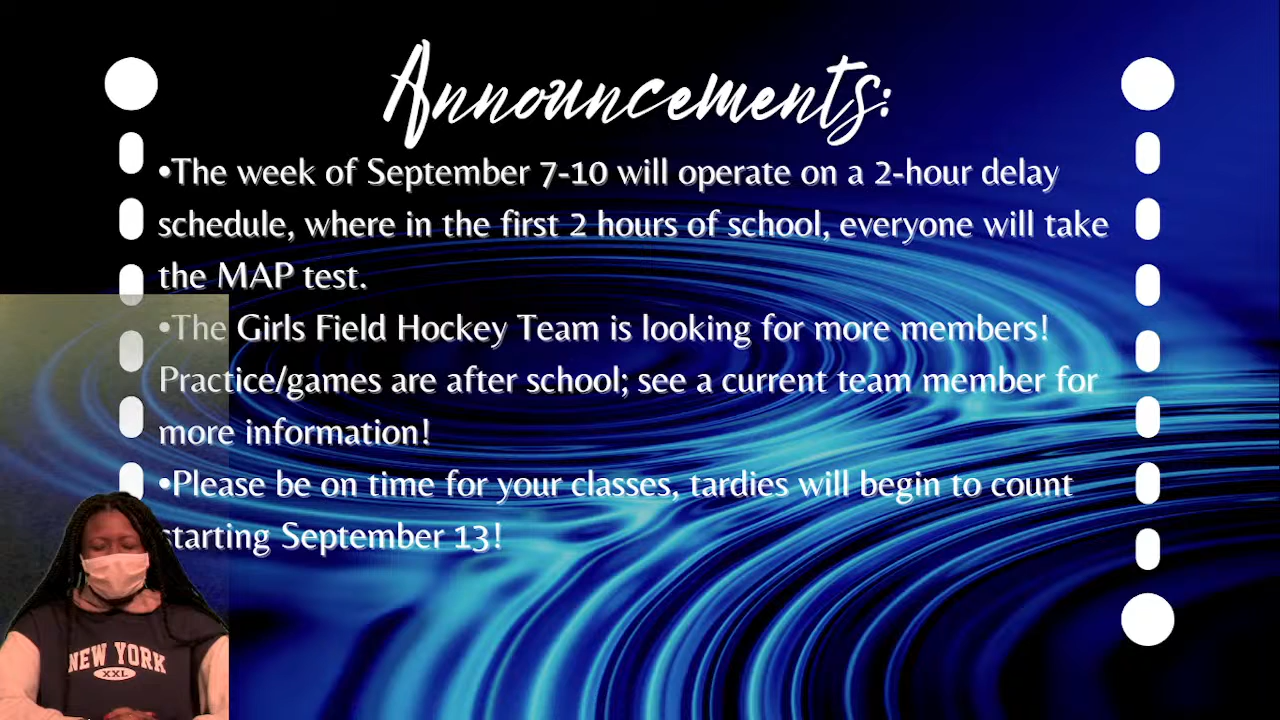 Announcements:
•The week of September 7-10 will operate on a 2-hour delay
schedule, where in the first 2 hours of school, everyone will take
the MAP test.
•The Girls Field Hockey Team is looking for more members!
Practice/games are after school; see a current team member for
more information!
•Please be on time for your classes, tardies will begin to count
starting September 13!
NEW YORK
XXL